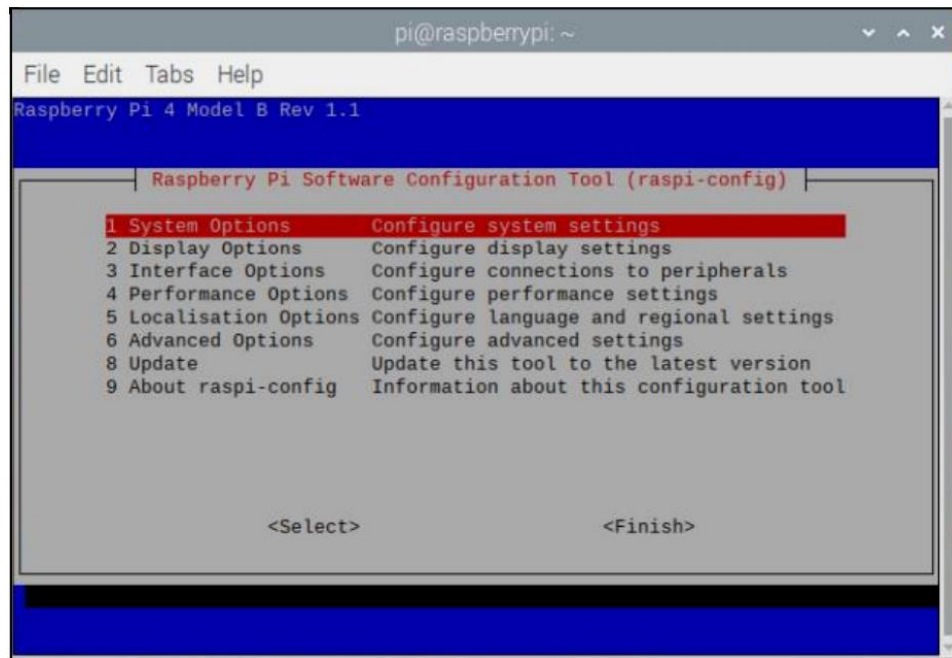 pi@raspberrypi: ~
File Edit Tabs Help
Raspberry Pi 4 Model B Rev 1.1
Raspberry Pi Software Configuration Tool (raspi-config)
1 System Options Configure system settings
2 Display Options Configure display settings
3 Interface Options Configure connections to peripherals
4 Performance Options Configure performance settings
5 Localisation Options Configure language and regional settings
6 Advanced Options Configure advanced settings
8 Update Update this tool to the latest version
9 About raspi-config Information about this configuration tool
<Select> <Finish>